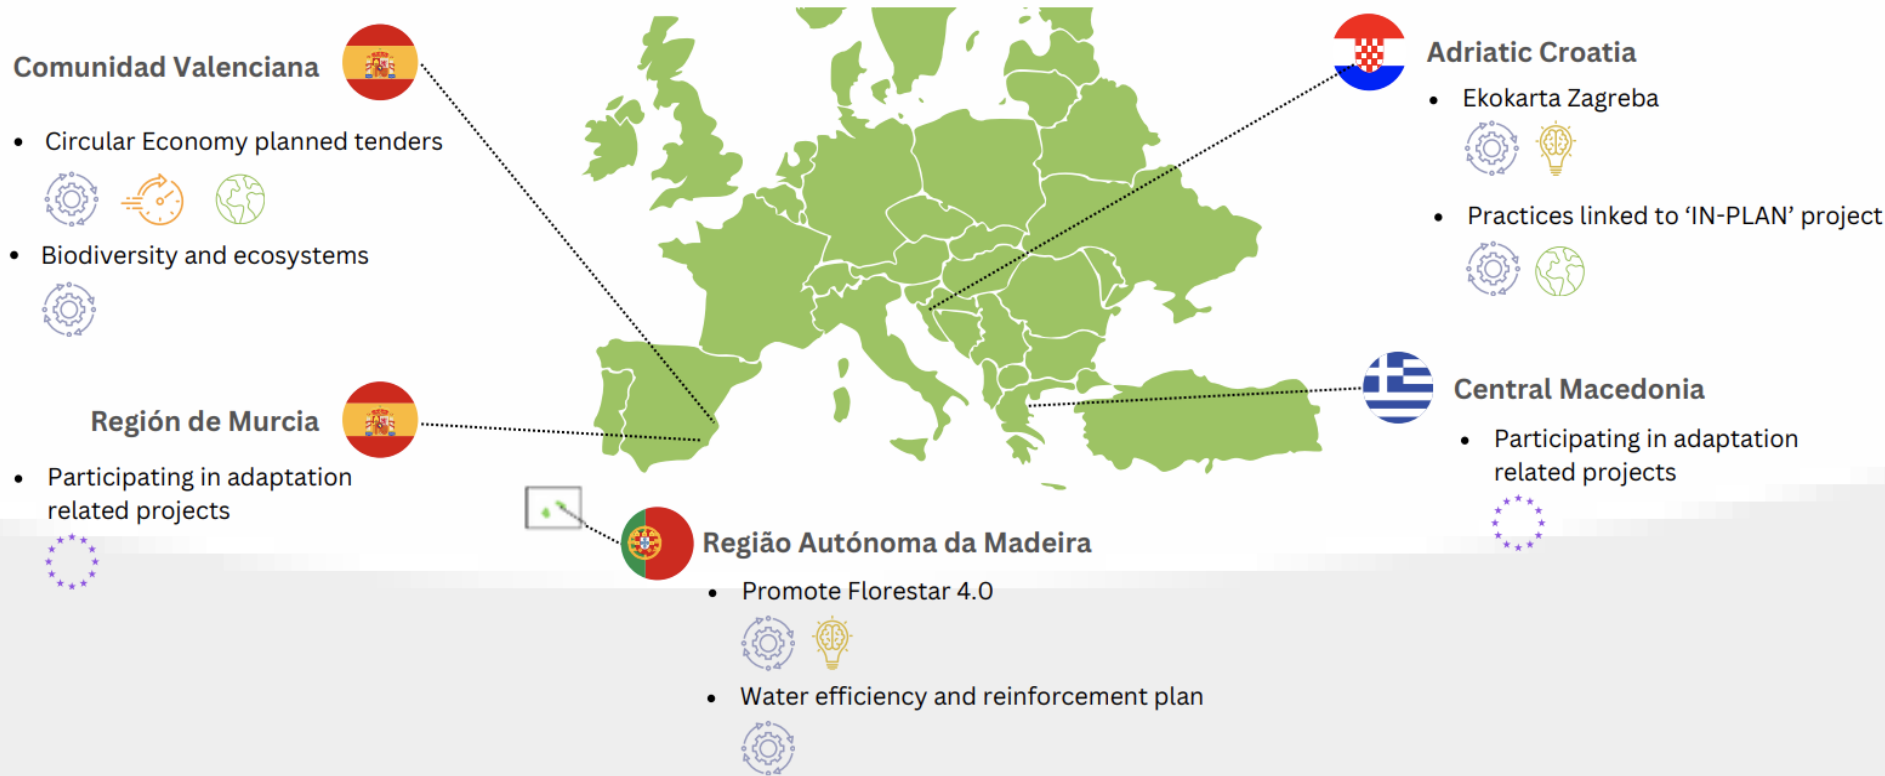 Comunidad Valenciana
• Circular Economy planned tenders
• Biodiversity and ecosystems
Región de Murcia
• Participating in adaptation
related projects
Região Autónoma da Madeira
• Promote Florestar 4.0
• Water efficiency and reinforcement plan
Adriatic Croatia
• Ekokarta Zagreba
• Practices linked to ‘IN-PLAN’ project
Central Macedonia
• Participating in adaptation
related projects